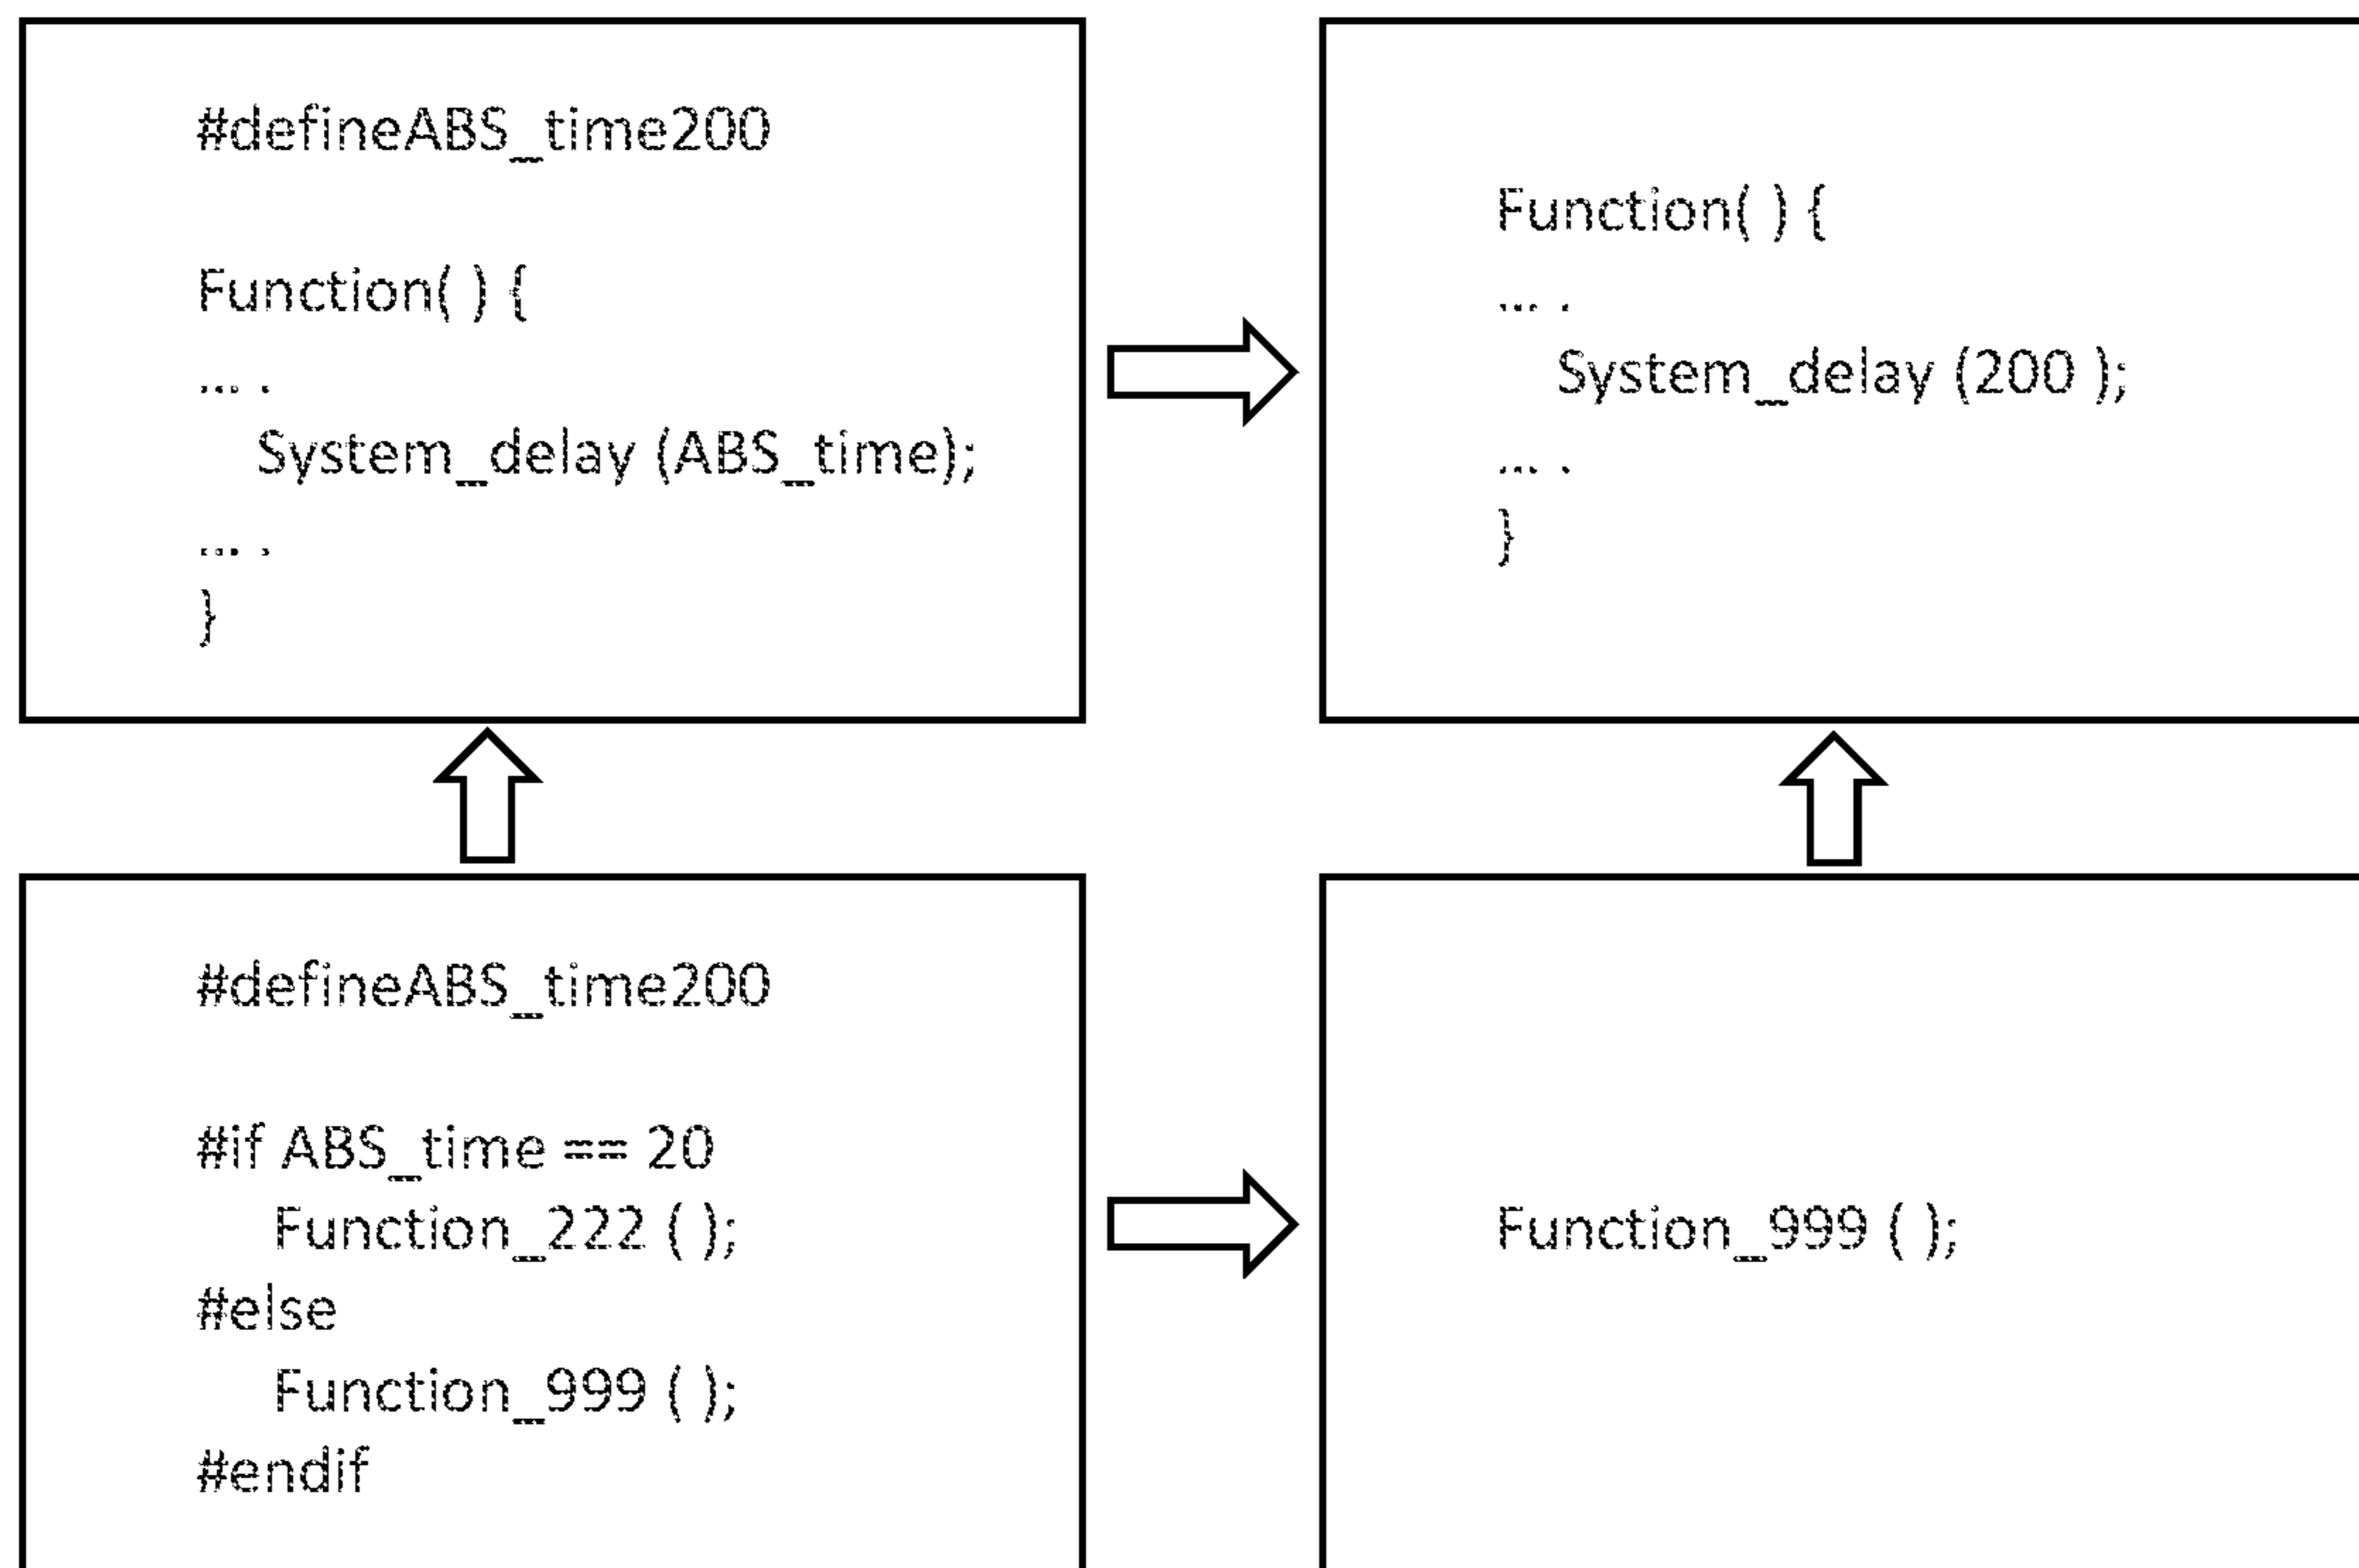 #defineABS_time200
Function( ) {
... .
System_delay (ABS_time);
... .
}
Function( ) {
... .
System_delay (200 );
... .
}
#defineABS_time200
#if ABS_time == 20
Function_222 ( );
#else
Function_999 ( );
#endif
Function_999 ( );